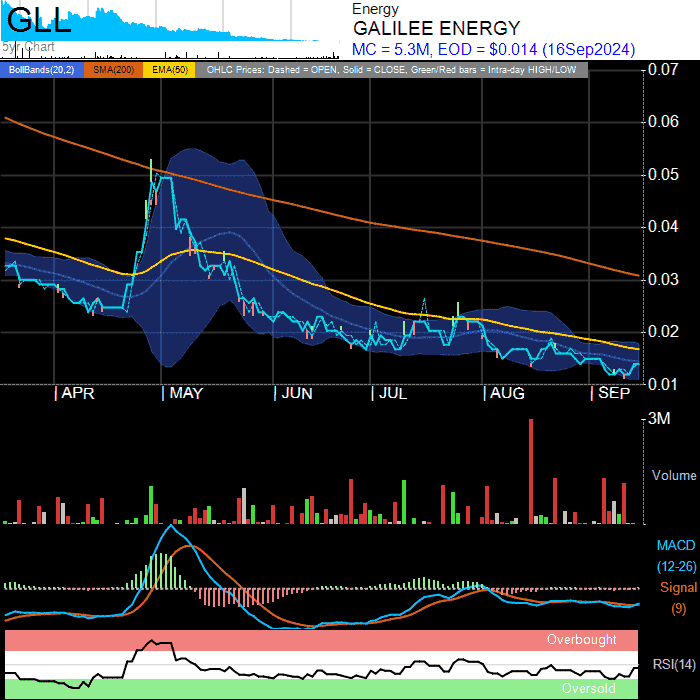 GLL
5yr Chart
Energy
GALILEE ENERGY
MC = 5.3M, EOD = $0.014 (16Sep2024)
BollBands(20,2) SMA(200) EMA(50) OHLC Prices: Dashed = OPEN, Solid = CLOSE, Green/Red bars = Intra-day HIGH/LOW
0.07
0.06
0.05
0.04
0.03
0.02
0.01
| APR | MAY | JUN | JUL | AUG | SEP
3M
Volume
MACD
(12-26)
Signal
(9)
Overbought
RSI(14)
Oversold